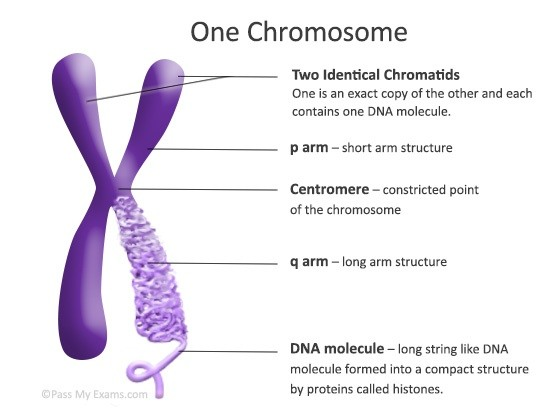 One Chromosome
Two Identical Chromatids
One is an exact copy of the other and each
contains one DNA molecule.
p arm – short arm structure
Centromere – constricted point
of the chromosome
q arm – long arm structure
DNA molecule – long string like DNA
molecule formed into a compact structure
by proteins called histones.
©Pass My Exams.com